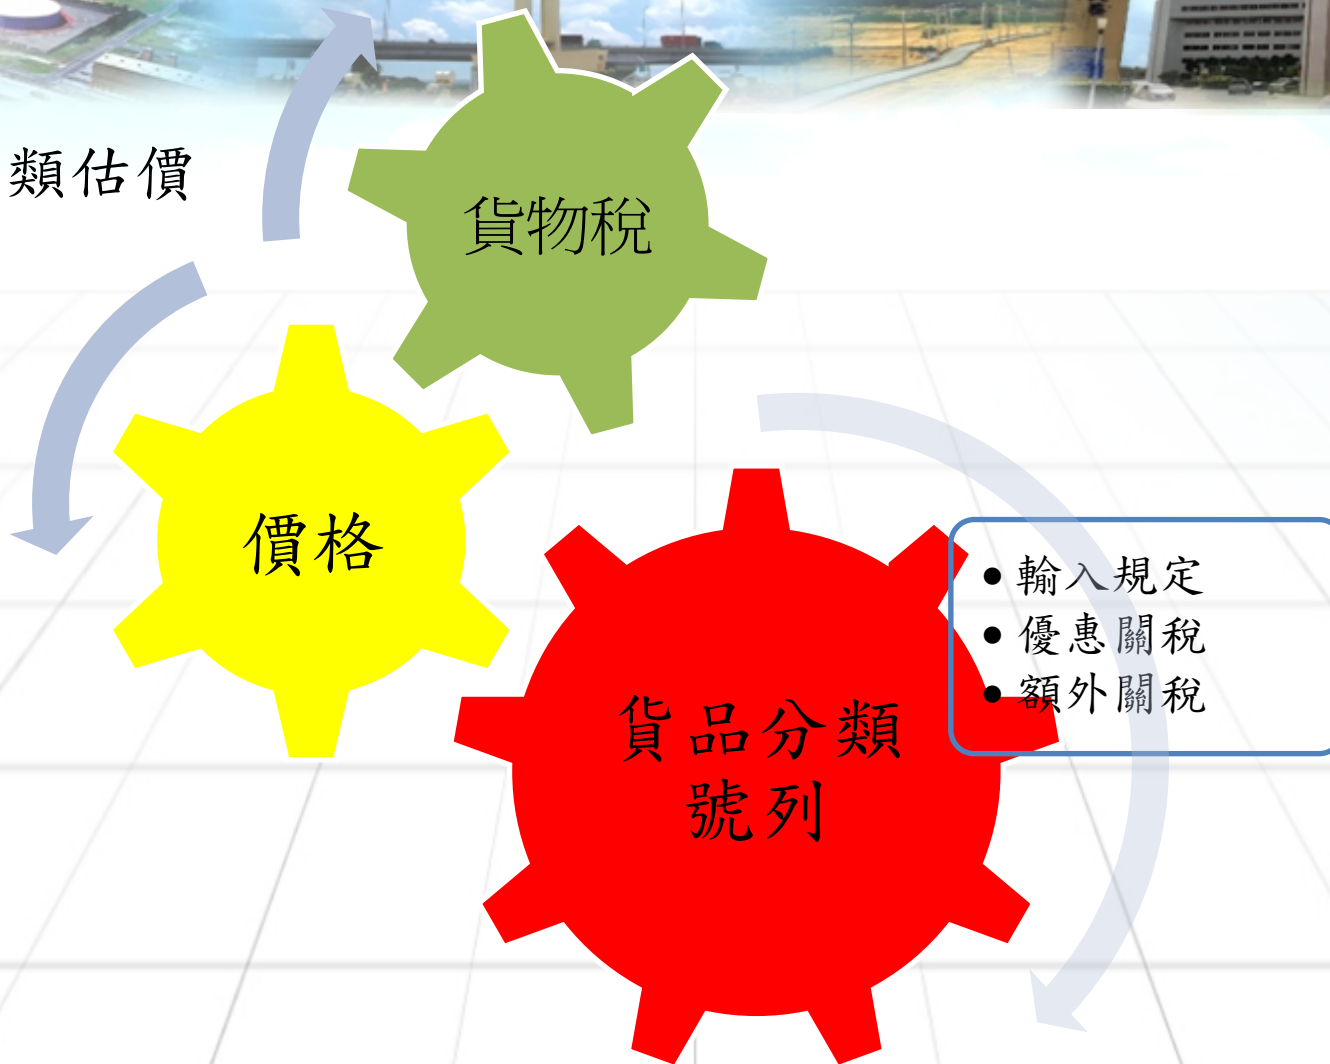 類估價
貨物稅
價格
• 輸入規定
• 優惠關稅
• 額外關稅
貨品分類
號列